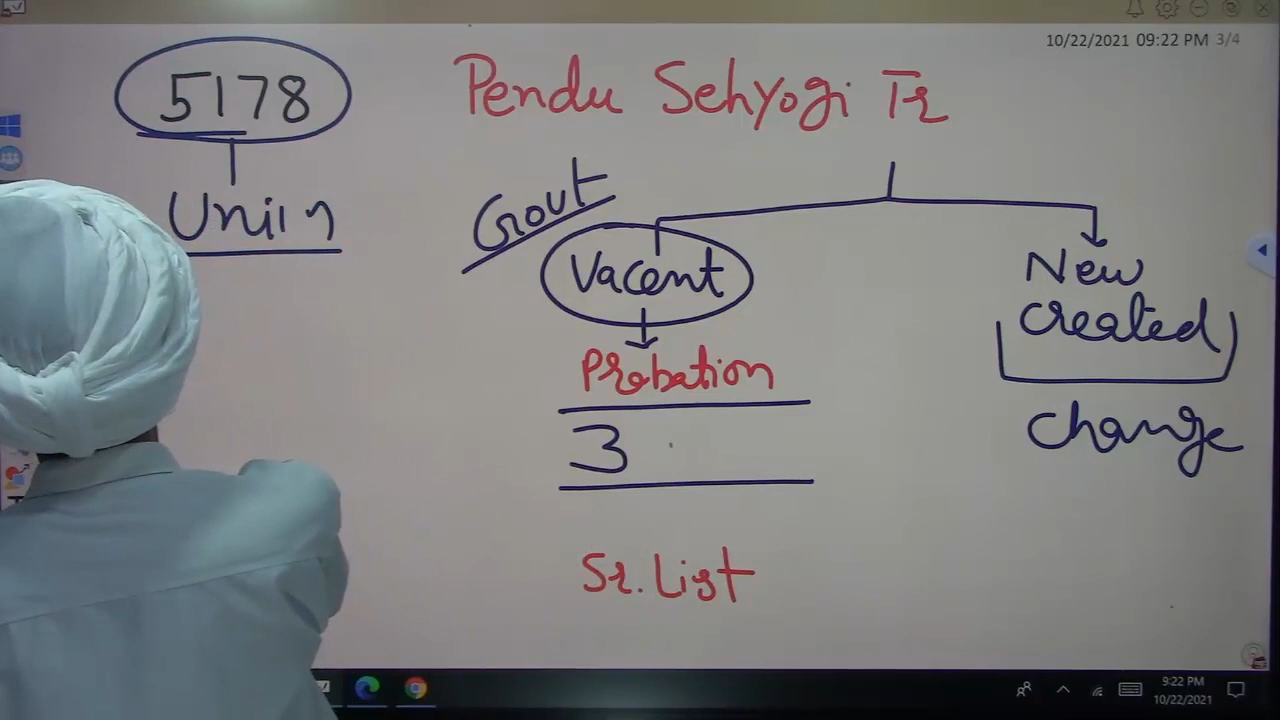 10/22/2021 09:22 PM 3/4
5178
Pendu Sehyogi Tr
Govt
Vacent
New
created
Probation
3
change
Sr. List
9:22 PM
10/22/2021